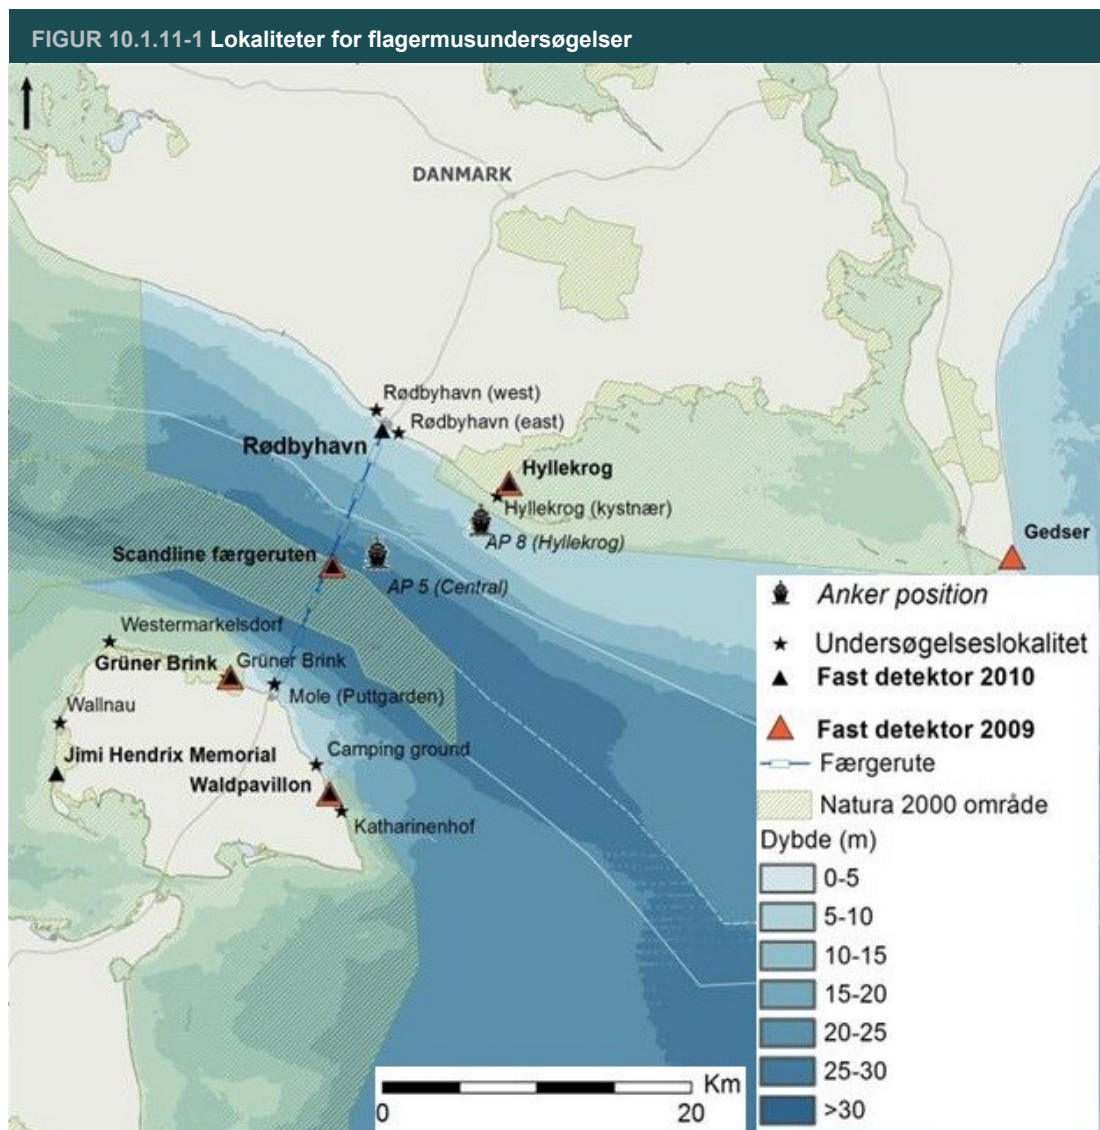 FIGUR 10.1.11-1 Lokaliteter for flagermusundersøgelser
DANMARK
Rødbyhavn (west)
Rødbyhavn (east)
Rødbyhavn
Hyllekrog
Hyllekrog (kystnær)
AP 8 (Hyllekrog)
Gedser
Scandline færgeruten
AP 5 (Central)
Westermarkelsdorf
Grüner Brink
Grüner Brink
Mole (Puttgarden)
Wallnau
Jimi Hendrix Memorial
Camping ground
Waldpavillon
Katharinenhof
Anker position
Undersøgelseslokalitet
Fast detektor 2010
Fast detektor 2009
Færgerute
Natura 2000 område
Dybde (m)
0-5
5-10
10-15
15-20
20-25
25-30
>30
Km
0 20